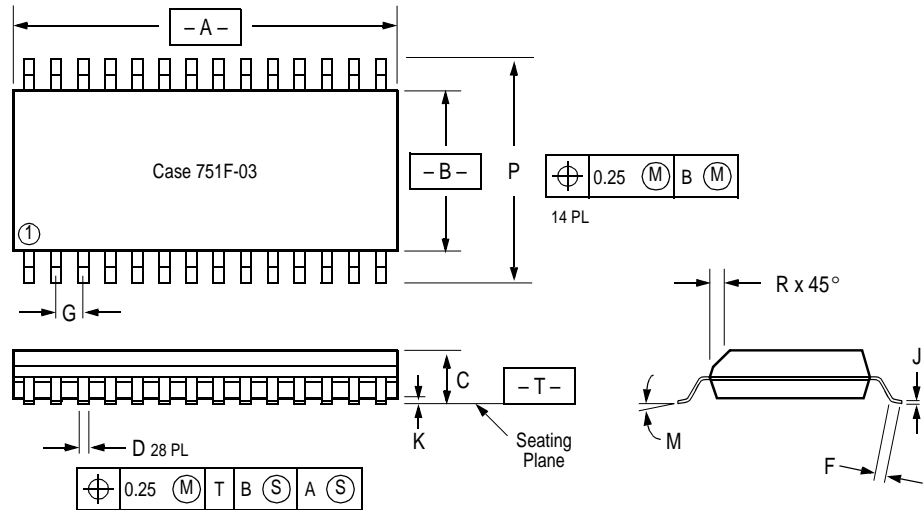 – A –
Case 751F-03
– B –
P
⌖ 0.25 Ⓜ B Ⓜ
14 PL
①
G
R x 45°
C
– T –
J
K
Seating
Plane
M
D 28 PL
F
⌖ 0.25 Ⓜ T B Ⓢ A Ⓢ